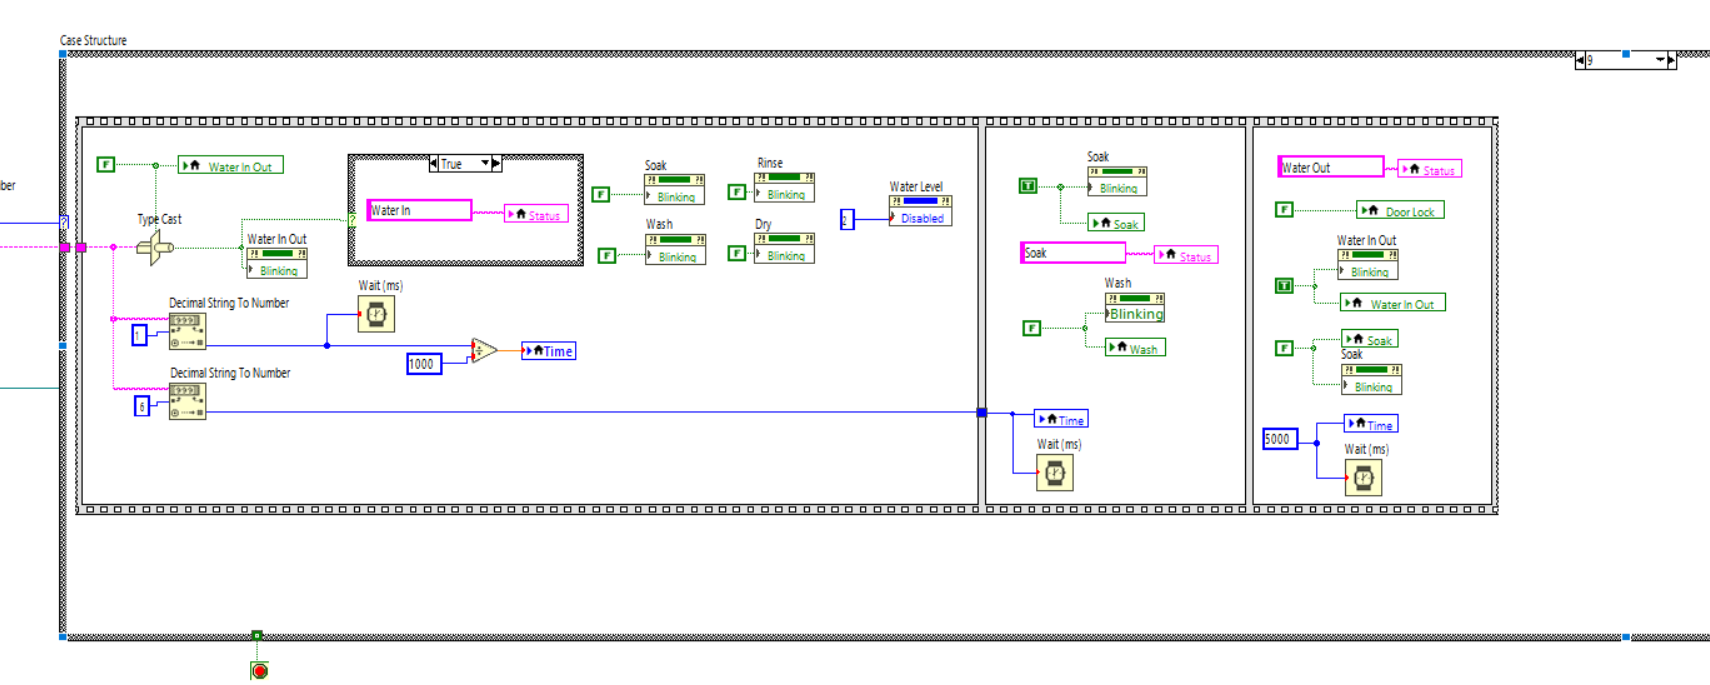 Case Structure
9
ber
?
F
Water In Out
True
Water In
Status
?
Type Cast
Water In Out
Blinking
Soak
F
Blinking
Rinse
F
Blinking
Wash
F
Blinking
Dry
F
Blinking
Water Level
2
Disabled
Decimal String To Number
1
Wait (ms)
1000
Time
Decimal String To Number
6
Soak
T
Blinking
Soak
Soak
Status
Wash
Blinking
F
Wash
Time
Wait (ms)
Water Out
Status
F
Door Lock
Water In Out
Blinking
T
Water In Out
F
Soak
Soak
Blinking
5000
Time
Wait (ms)